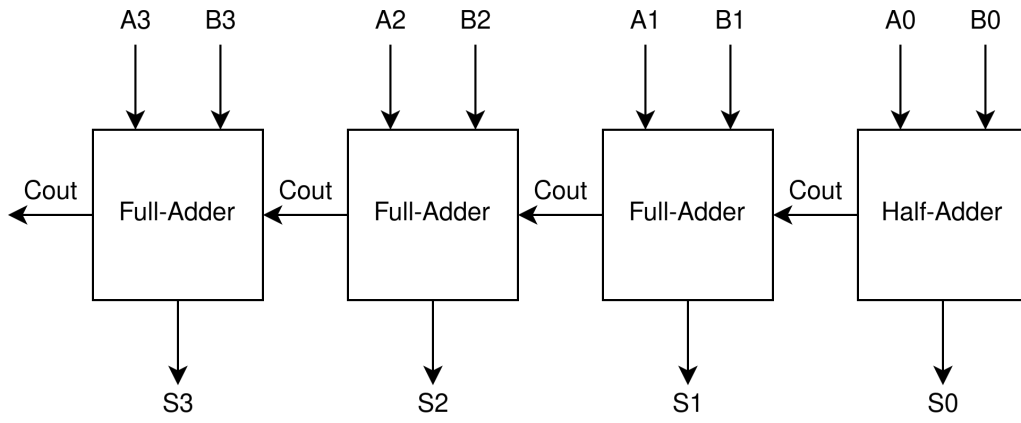 A3 B3 A2 B2 A1 B1 A0 B0
Cout Cout Cout Cout
Full-Adder Full-Adder Full-Adder Half-Adder
S3 S2 S1 S0